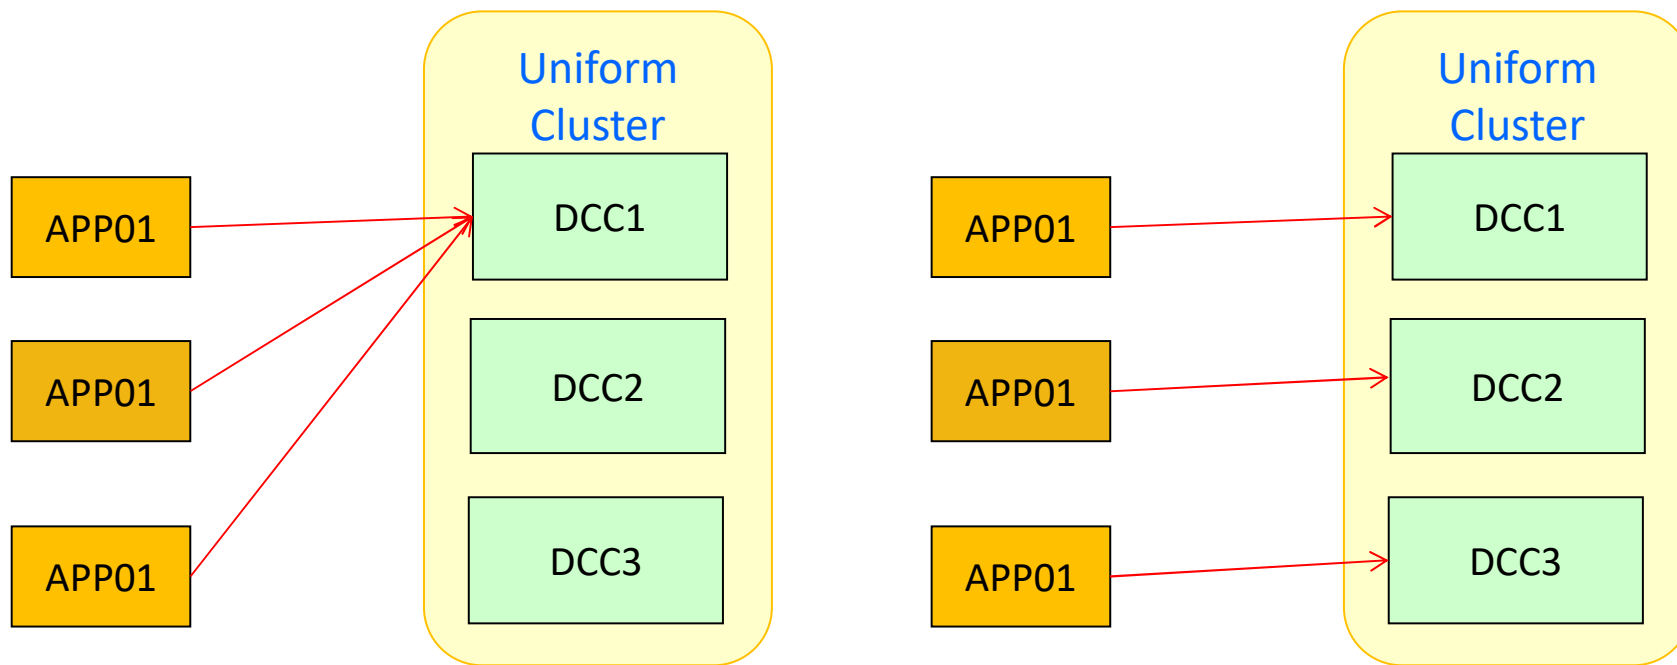 Uniform
Cluster
APP01
DCC1
APP01
DCC2
APP01
DCC3
Uniform
Cluster
APP01
DCC1
APP01
DCC2
APP01
DCC3